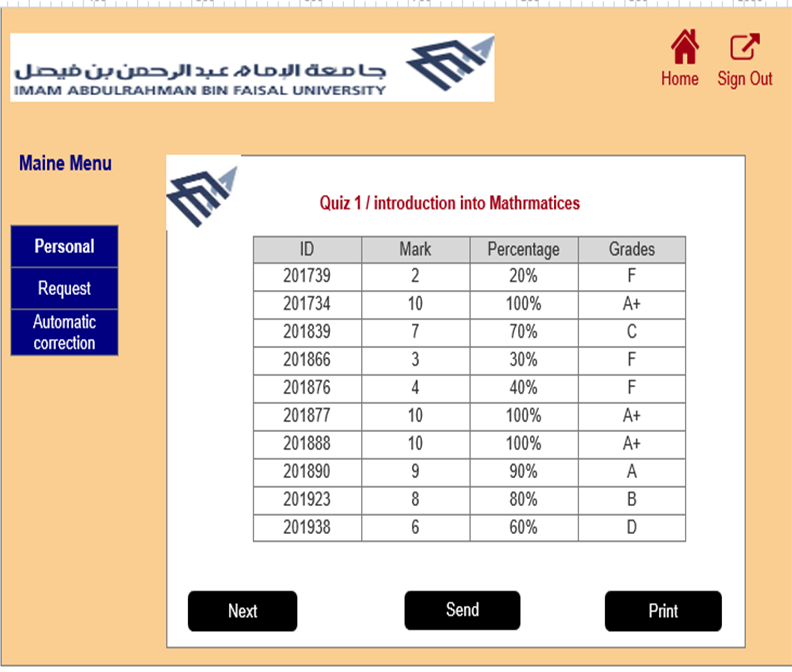 جامعة الإمام عبدالرحمن بن فيصل
IMAM ABDULRAHMAN BIN FAISAL UNIVERSITY
Home
Sign Out
Maine Menu
Personal
Request
Automatic
correction
Quiz 1 / introduction into Mathrmatices
ID Mark Percentage Grades
201739 2 20% F
201734 10 100% A+
201839 7 70% C
201866 3 30% F
201876 4 40% F
201877 10 100% A+
201888 10 100% A+
201890 9 90% A
201923 8 80% B
201938 6 60% D
Next
Send
Print